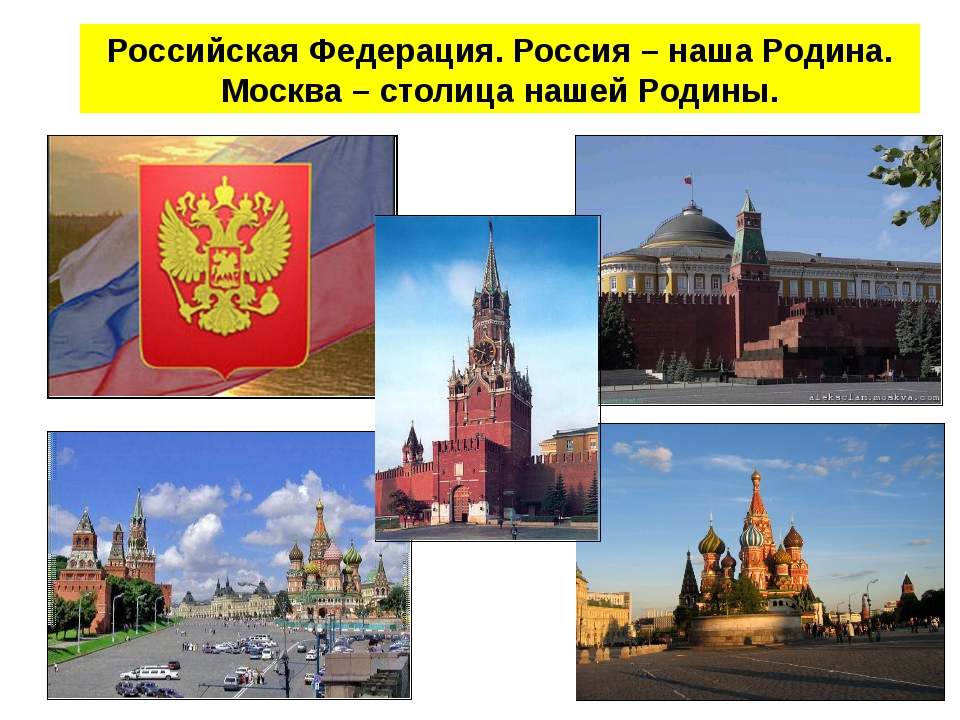 Российская Федерация. Россия – наша Родина.
Москва – столица нашей Родины.
aleksclan.moskva.com